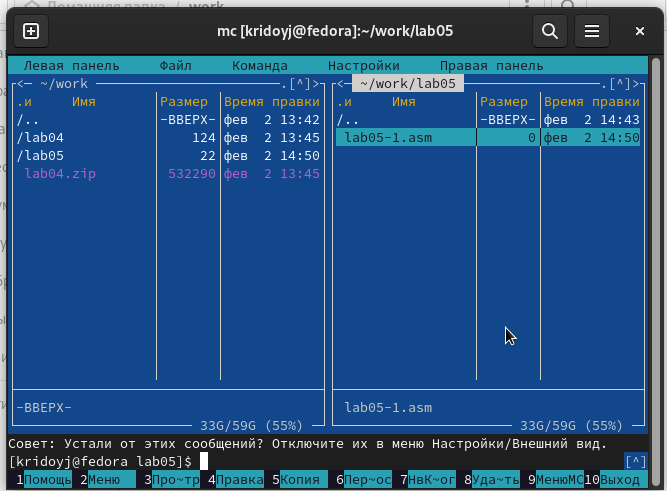 Домашняя папка / work
mc [kridoyj@fedora]:~/work/lab05
Левая панель Файл Команда Настройки Правая панель
<— ~/work .[^]> <— ~/work/lab05 .[^]>
.и Имя Размер Время правки .и Имя Размер Время правки
/.. -ВВЕРХ- фев 2 13:42 /.. -ВВЕРХ- фев 2 14:43
/lab04 124 фев 2 13:45 lab05-1.asm 0 фев 2 14:50
/lab05 22 фев 2 14:50
lab04.zip 532290 фев 2 13:45
-ВВЕРХ- lab05-1.asm
33G/59G (55%) 33G/59G (55%)
Совет: Устали от этих сообщений? Отключите их в меню Настройки/Внешний вид.
[kridoyj@fedora lab05]$ [^]
1Помощь 2Меню 3Про~тр 4Правка 5Копия 6Пер~ос 7НвК~ог 8Уда~ть 9МенюMC 10Выход